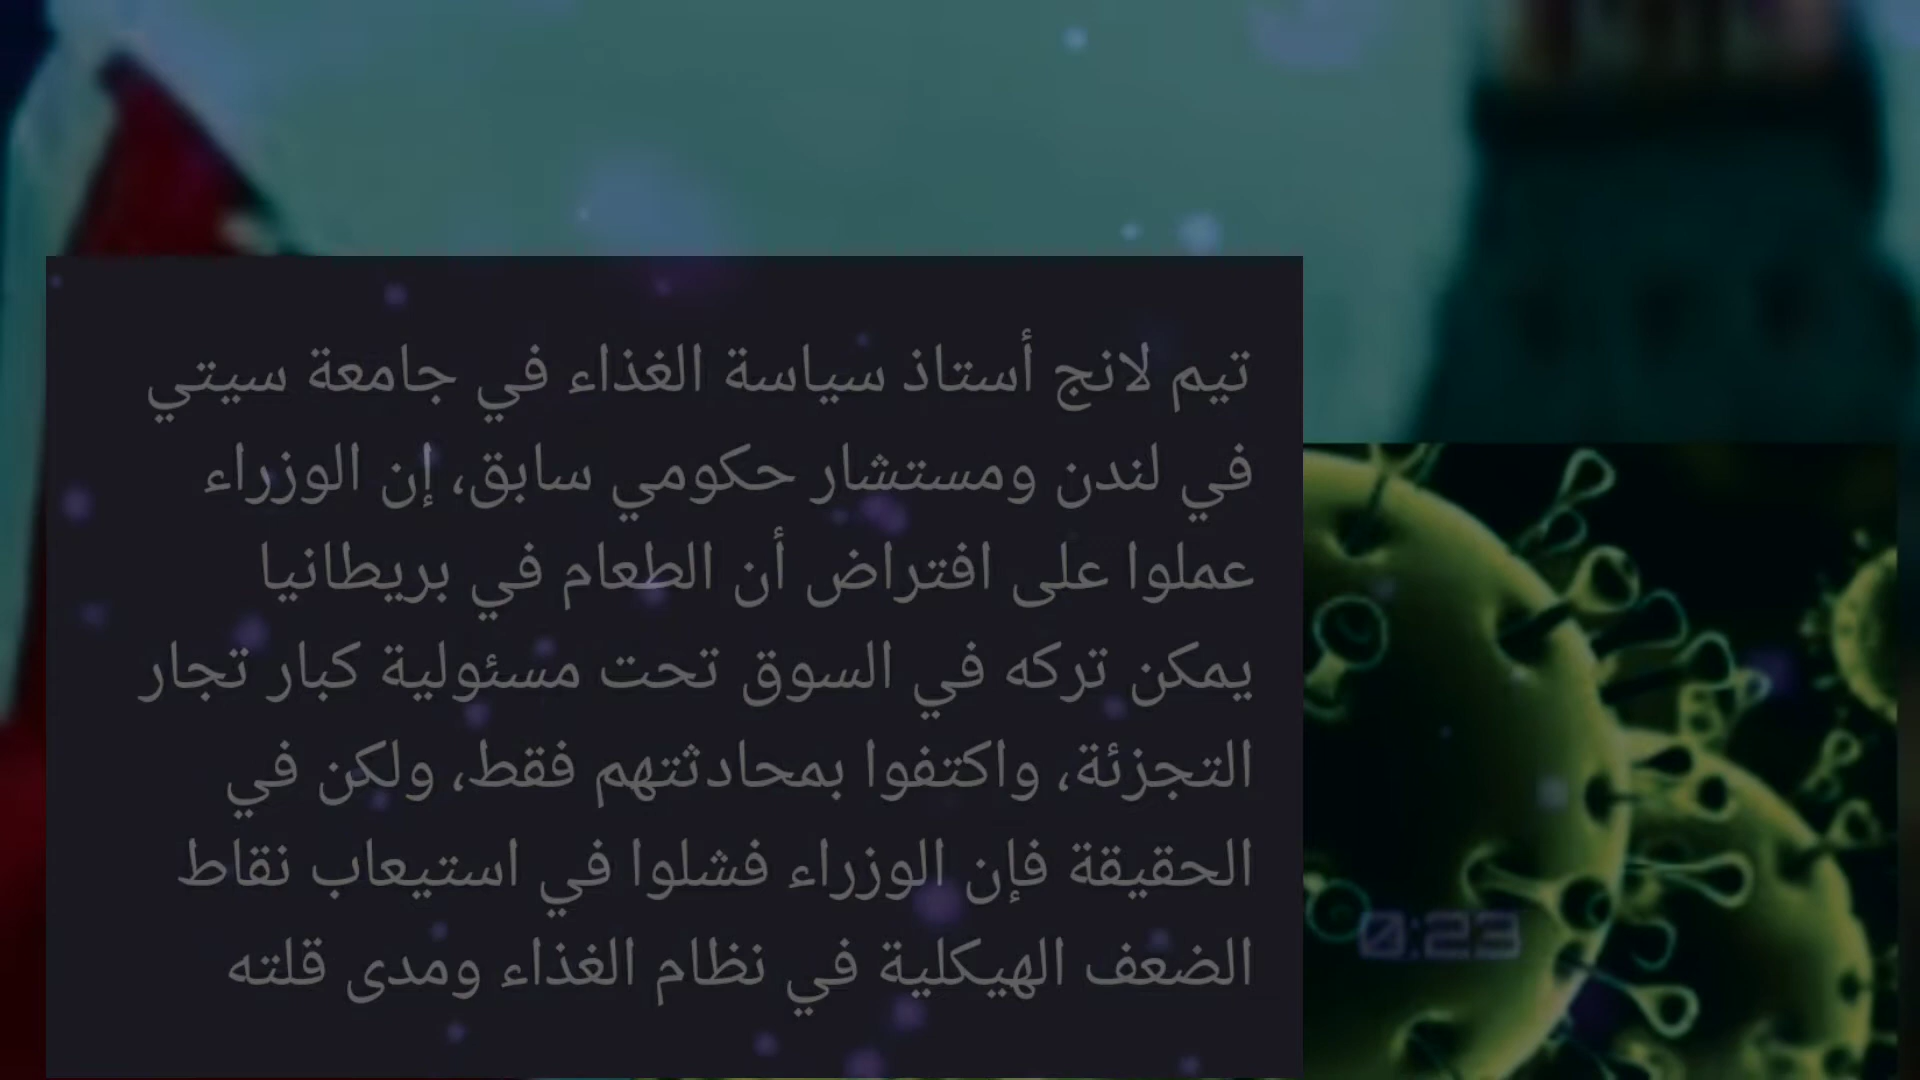 تيم لانج أستاذ سياسة الغذاء في جامعة سيتي
في لندن ومستشار حكومي سابق، إن الوزراء
عملوا على افتراض أن الطعام في بريطانيا
يمكن تركه في السوق تحت مسئولية كبار تجار
التجزئة، واكتفوا بمحادثتهم فقط، ولكن في
الحقيقة فإن الوزراء فشلوا في استيعاب نقاط
الضعف الهيكلية في نظام الغذاء ومدى قلته
0:23